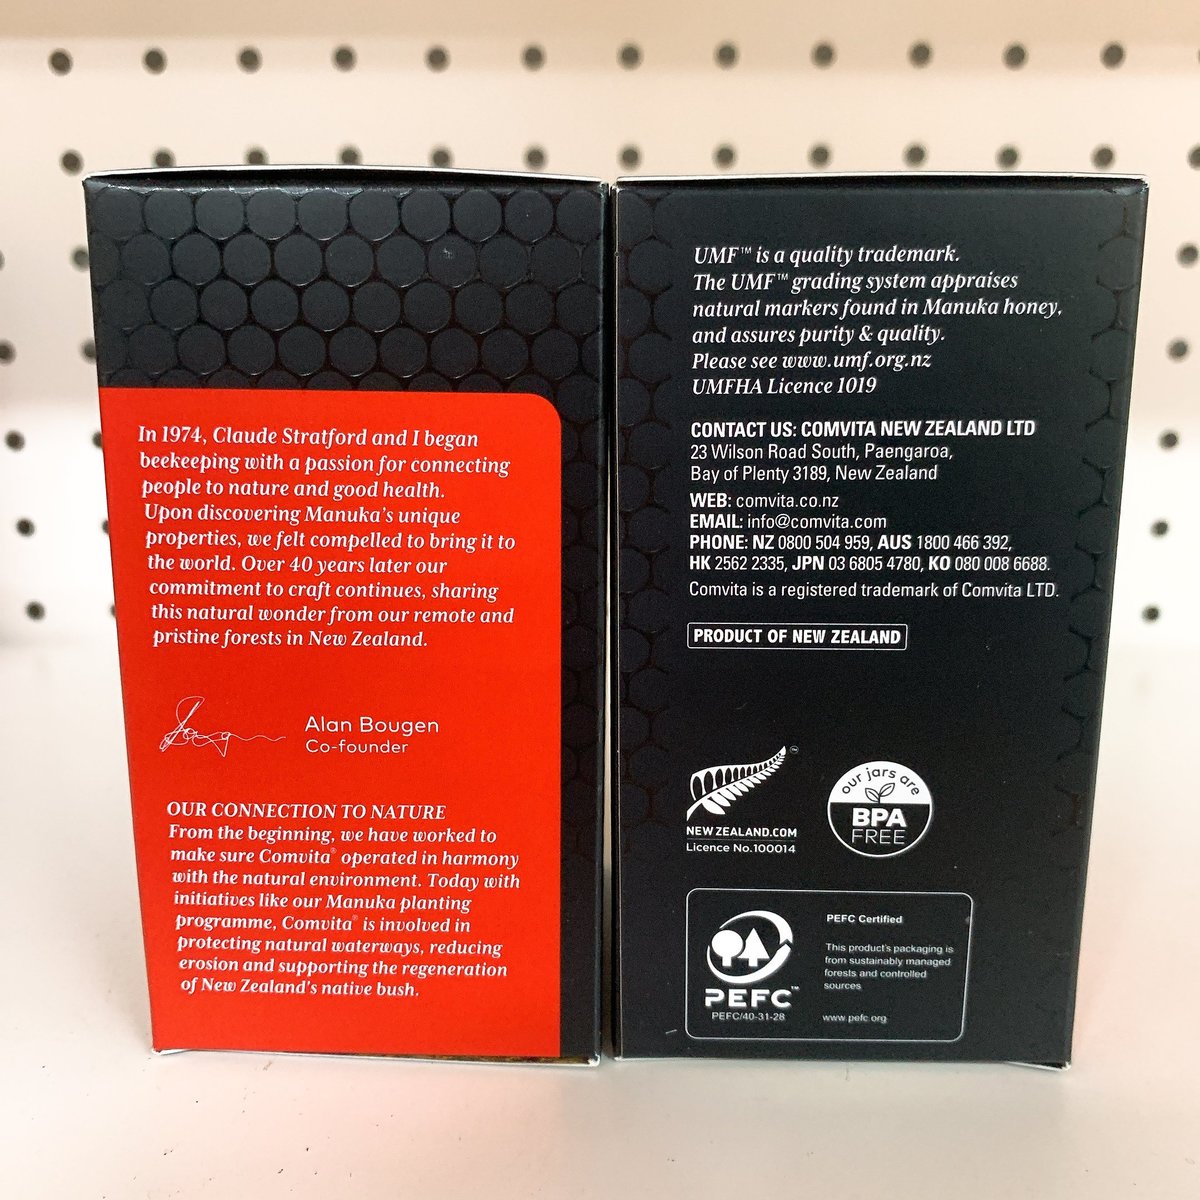 In 1974, Claude Stratford and I began
beekeeping with a passion for connecting
people to nature and good health.
Upon discovering Manuka's unique
properties, we felt compelled to bring it to
the world. Over 40 years later our
commitment to craft continues, sharing
this natural wonder from our remote and
pristine forests in New Zealand.
Alan Bougen
Co-founder
OUR CONNECTION TO NATURE
From the beginning, we have worked to
make sure Comvita® operated in harmony
with the natural environment. Today with
initiatives like our Manuka planting
programme, Comvita® is involved in
protecting natural waterways, reducing
erosion and supporting the regeneration
of New Zealand's native bush.
UMF™ is a quality trademark.
The UMF™ grading system appraises
natural markers found in Manuka honey,
and assures purity & quality.
Please see www.umf.org.nz
UMFHA Licence 1019
CONTACT US: COMVITA NEW ZEALAND LTD
23 Wilson Road South, Paengaroa,
Bay of Plenty 3189, New Zealand
WEB: comvita.co.nz
EMAIL: info@comvita.com
PHONE: NZ 0800 504 959, AUS 1800 466 392,
HK 2562 2335, JPN 03 6805 4780, KO 080 008 6688.
Comvita is a registered trademark of Comvita LTD.
PRODUCT OF NEW ZEALAND
TM
NEWZEALAND.COM
Licence No.100014
our jars are
BPA
FREE
PEFC™
PEFC/40-31-28
PEFC Certified
This product's packaging is
from sustainably managed
forests and controlled
sources
www.pefc.org